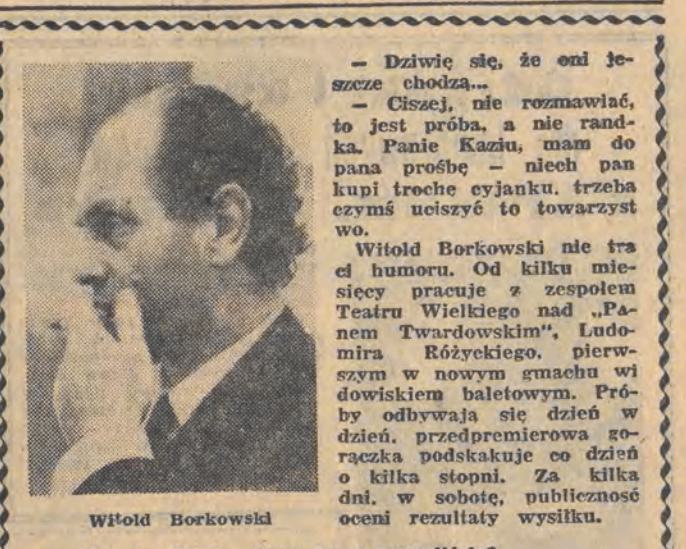 — Dziwię się, że oni je-
szcze chodzą...
— Ciszej, nie rozmawiać,
to jest próba, a nie rand-
ka. Panie Kaziu, mam do
pana prośbę — niech pan
kupi trochę cyjanku, trzeba
czymś uciszyć to towarzyst
wo.
Witold Borkowski nie tra
ci humoru. Od kilku mie-
sięcy pracuje z zespołem
Teatru Wielkiego nad „Pa-
nem Twardowskim", Ludo-
mira Różyckiego, pierw-
szym w nowym gmachu wi
dowiskiem baletowym. Pró-
by odbywają się dzień w
dzień, przedpremierowa go-
rączka podskakuje co dzień
o kilka stopni. Za kilka
dni, w sobotę, publiczność
oceni rezultaty wysiłku.
Witold Borkowski